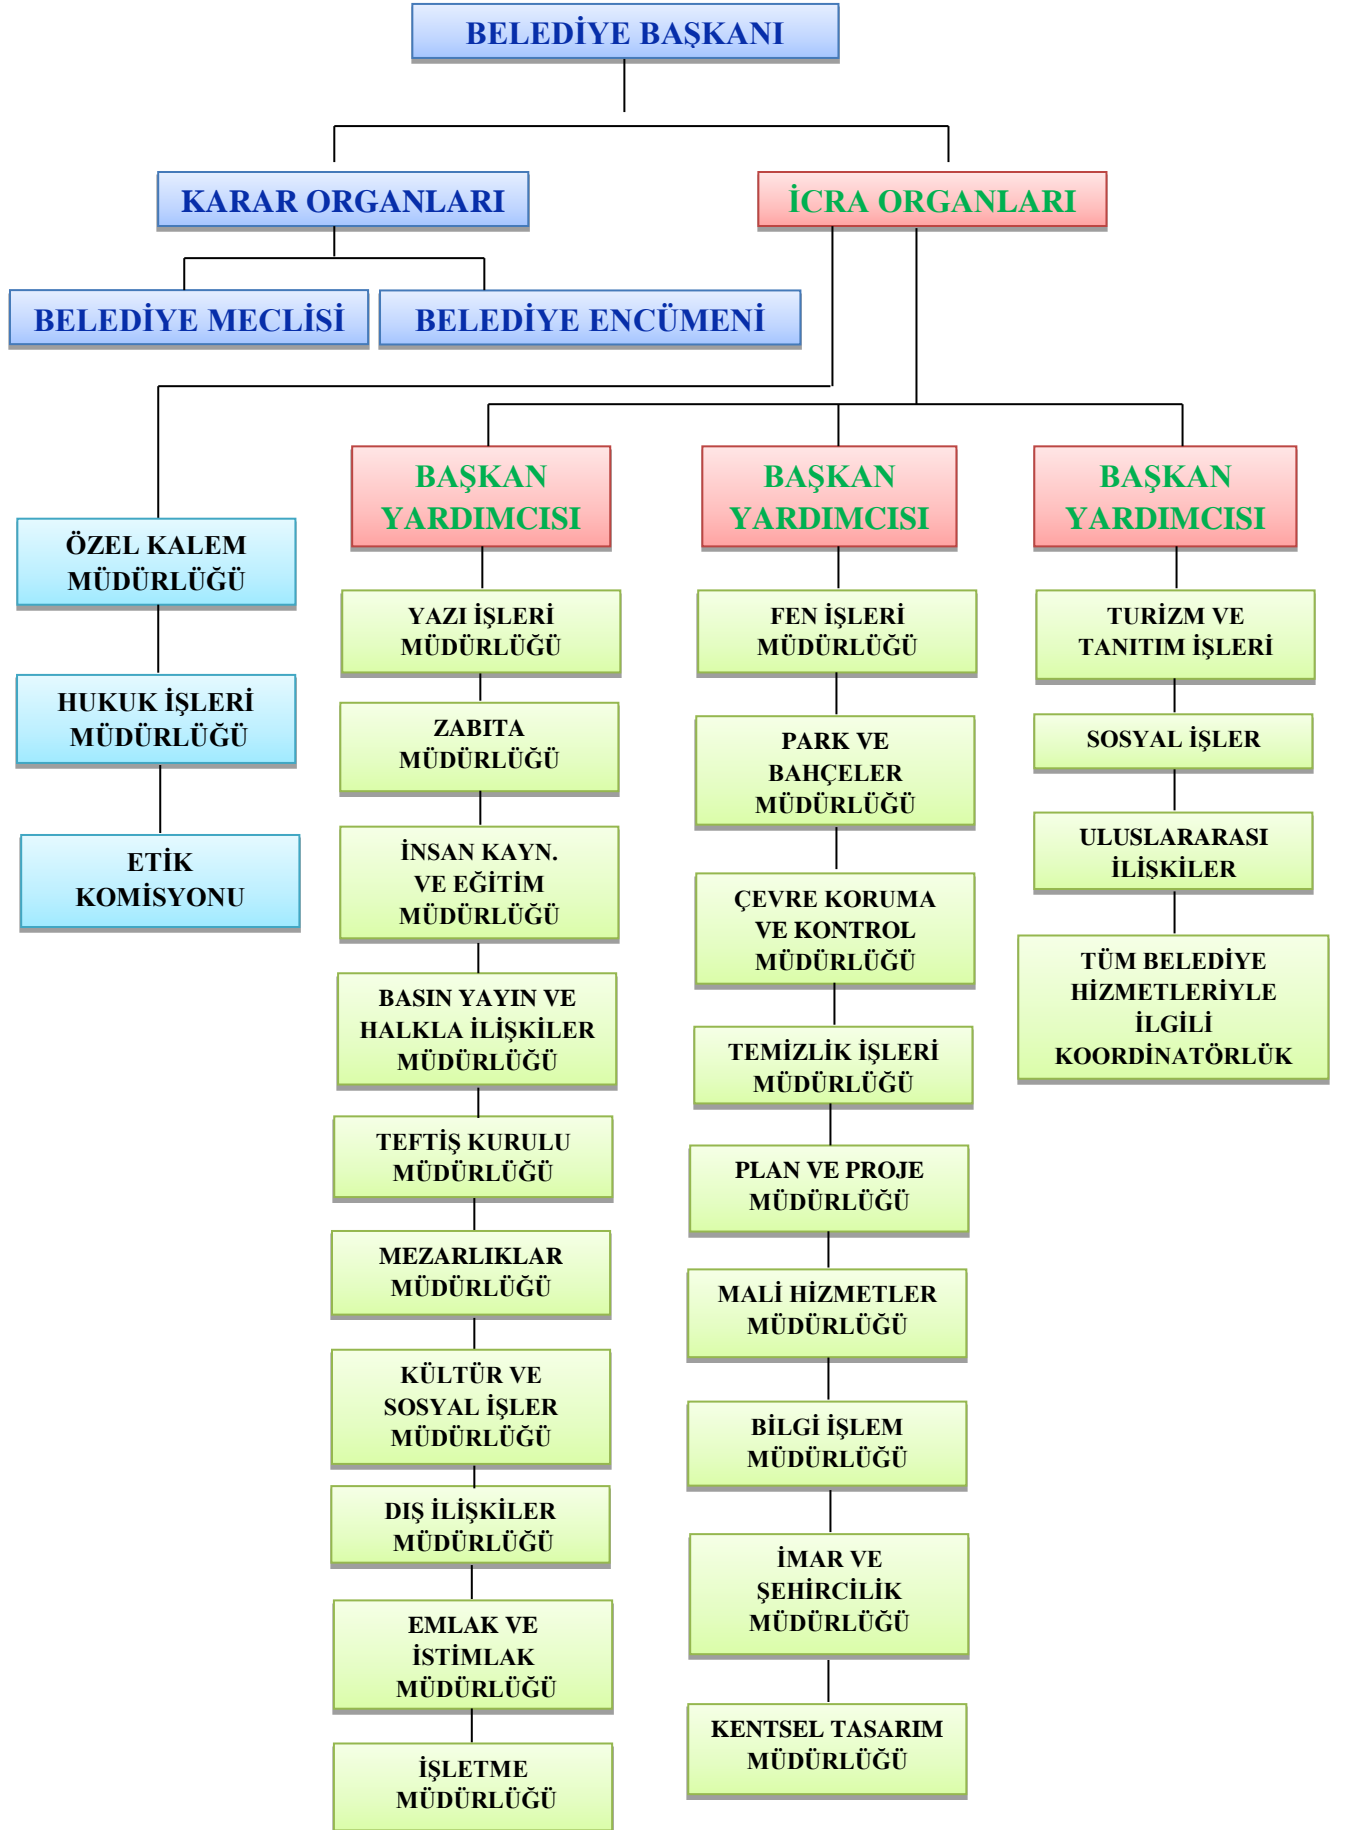 BELEDİYE BAŞKANI
KARAR ORGANLARI
İCRA ORGANLARI
BELEDİYE MECLİSİ
BELEDİYE ENCÜMENİ
ÖZEL KALEM
MÜDÜRLÜĞÜ
HUKUK İŞLERİ
MÜDÜRLÜĞÜ
ETİK
KOMİSYONU
BAŞKAN
YARDIMCISI
YAZI İŞLERİ
MÜDÜRLÜĞÜ
ZABITA
MÜDÜRLÜĞÜ
İNSAN KAYN.
VE EĞİTİM
MÜDÜRLÜĞÜ
BASIN YAYIN VE
HALKLA İLİŞKİLER
MÜDÜRLÜĞÜ
TEFTİŞ KURULU
MÜDÜRLÜĞÜ
MEZARLIKLAR
MÜDÜRLÜĞÜ
KÜLTÜR VE
SOSYAL İŞLER
MÜDÜRLÜĞÜ
DIŞ İLİŞKİLER
MÜDÜRLÜĞÜ
EMLAK VE
İSTİMLAK
MÜDÜRLÜĞÜ
İŞLETME
MÜDÜRLÜĞÜ
BAŞKAN
YARDIMCISI
FEN İŞLERİ
MÜDÜRLÜĞÜ
PARK VE
BAHÇELER
MÜDÜRLÜĞÜ
ÇEVRE KORUMA
VE KONTROL
MÜDÜRLÜĞÜ
TEMİZLİK İŞLERİ
MÜDÜRLÜĞÜ
PLAN VE PROJE
MÜDÜRLÜĞÜ
MALİ HİZMETLER
MÜDÜRLÜĞÜ
BİLGİ İŞLEM
MÜDÜRLÜĞÜ
İMAR VE
ŞEHİRCİLİK
MÜDÜRLÜĞÜ
KENTSEL TASARIM
MÜDÜRLÜĞÜ
BAŞKAN
YARDIMCISI
TURİZM VE
TANITIM İŞLERİ
SOSYAL İŞLER
ULUSLARARASI
İLİŞKİLER
TÜM BELEDİYE
HİZMETLERİYLE
İLGİLİ
KOORDİNATÖRLÜK